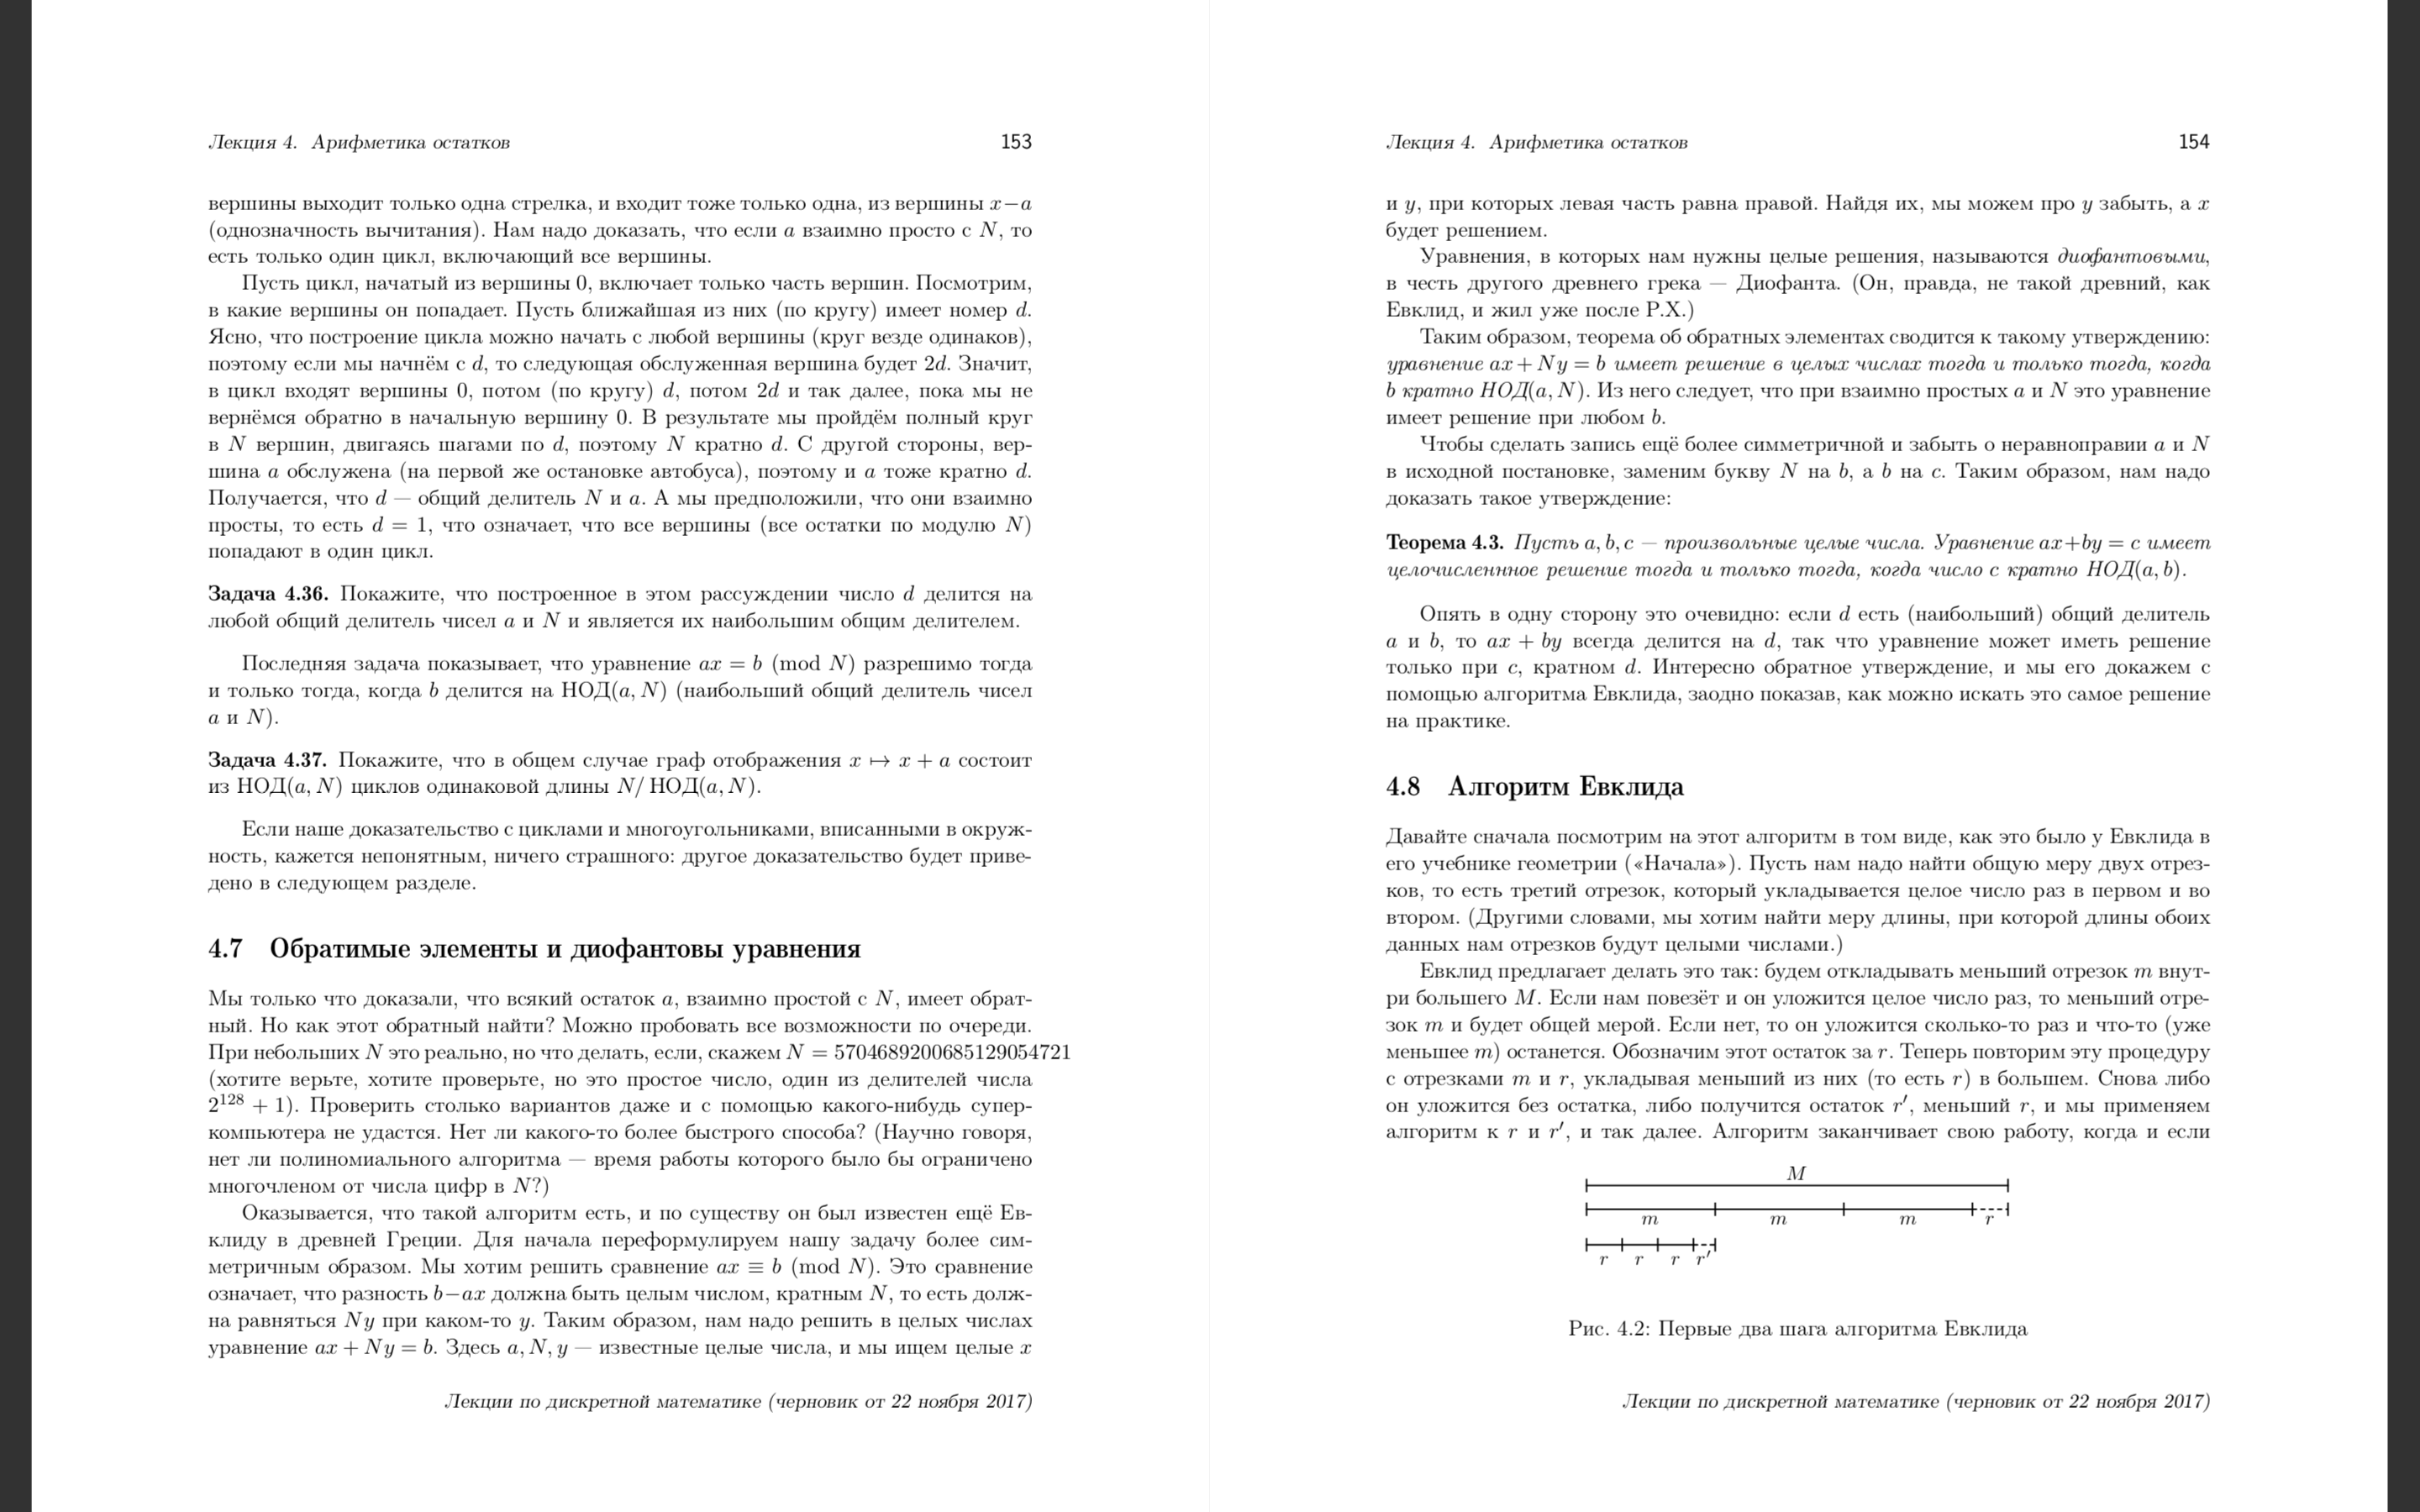 Лекция 4. Арифметика остатков 153
вершины выходит только одна стрелка, и входит тоже только одна, из вершины x−a
(однозначность вычитания). Нам надо доказать, что если a взаимно просто с N, то
есть только один цикл, включающий все вершины.
Пусть цикл, начатый из вершины 0, включает только часть вершин. Посмотрим,
в какие вершины он попадает. Пусть ближайшая из них (по кругу) имеет номер d.
Ясно, что построение цикла можно начать с любой вершины (круг везде одинаков),
поэтому если мы начнём с d, то следующая обслуженная вершина будет 2d. Значит,
в цикл входят вершины 0, потом (по кругу) d, потом 2d и так далее, пока мы не
вернёмся обратно в начальную вершину 0. В результате мы пройдём полный круг
в N вершин, двигаясь шагами по d, поэтому N кратно d. С другой стороны, вер-
шина a обслужена (на первой же остановке автобуса), поэтому и a тоже кратно d.
Получается, что d — общий делитель N и a. А мы предположили, что они взаимно
просты, то есть d = 1, что означает, что все вершины (все остатки по модулю N)
попадают в один цикл.
Задача 4.36. Покажите, что построенное в этом рассуждении число d делится на
любой общий делитель чисел a и N и является их наибольшим общим делителем.
Последняя задача показывает, что уравнение ax = b (mod N) разрешимо тогда
и только тогда, когда b делится на НОД(a, N) (наибольший общий делитель чисел
a и N).
Задача 4.37. Покажите, что в общем случае граф отображения x ↦ x + a состоит
из НОД(a, N) циклов одинаковой длины N/ НОД(a, N).
Если наше доказательство с циклами и многоугольниками, вписанными в окруж-
ность, кажется непонятным, ничего страшного: другое доказательство будет приве-
дено в следующем разделе.
4.7 Обратимые элементы и диофантовы уравнения
Мы только что доказали, что всякий остаток a, взаимно простой с N, имеет обрат-
ный. Но как этот обратный найти? Можно пробовать все возможности по очереди.
При небольших N это реально, но что делать, если, скажем N = 5704689200685129054721
(хотите верьте, хотите проверьте, но это простое число, один из делителей числа
2¹²⁸ + 1). Проверить столько вариантов даже и с помощью какого-нибудь супер-
компьютера не удастся. Нет ли какого-то более быстрого способа? (Научно говоря,
нет ли полиномиального алгоритма — время работы которого было бы ограничено
многочленом от числа цифр в N?)
Оказывается, что такой алгоритм есть, и по существу он был известен ещё Ев-
клиду в древней Греции. Для начала переформулируем нашу задачу более сим-
метричным образом. Мы хотим решить сравнение ax ≡ b (mod N). Это сравнение
означает, что разность b−ax должна быть целым числом, кратным N, то есть долж-
на равняться Ny при каком-то y. Таким образом, нам надо решить в целых числах
уравнение ax + Ny = b. Здесь a, N, y — известные целые числа, и мы ищем целые x
Лекции по дискретной математике (черновик от 22 ноября 2017)
Лекция 4. Арифметика остатков 154
и y, при которых левая часть равна правой. Найдя их, мы можем про y забыть, а x
будет решением.
Уравнения, в которых нам нужны целые решения, называются диофантовыми,
в честь другого древнего грека — Диофанта. (Он, правда, не такой древний, как
Евклид, и жил уже после Р.Х.)
Таким образом, теорема об обратных элементах сводится к такому утверждению:
уравнение ax + Ny = b имеет решение в целых числах тогда и только тогда, когда
b кратно НОД(a, N). Из него следует, что при взаимно простых a и N это уравнение
имеет решение при любом b.
Чтобы сделать запись ещё более симметричной и забыть о неравноправии a и N
в исходной постановке, заменим букву N на b, а b на c. Таким образом, нам надо
доказать такое утверждение:
Теорема 4.3. Пусть a, b, c — произвольные целые числа. Уравнение ax+by = c имеет
целочисленнное решение тогда и только тогда, когда число c кратно НОД(a, b).
Опять в одну сторону это очевидно: если d есть (наибольший) общий делитель
a и b, то ax + by всегда делится на d, так что уравнение может иметь решение
только при c, кратном d. Интересно обратное утверждение, и мы его докажем с
помощью алгоритма Евклида, заодно показав, как можно искать это самое решение
на практике.
4.8 Алгоритм Евклида
Давайте сначала посмотрим на этот алгоритм в том виде, как это было у Евклида в
его учебнике геометрии («Начала»). Пусть нам надо найти общую меру двух отрез-
ков, то есть третий отрезок, который укладывается целое число раз в первом и во
втором. (Другими словами, мы хотим найти меру длины, при которой длины обоих
данных нам отрезков будут целыми числами.)
Евклид предлагает делать это так: будем откладывать меньший отрезок m внут-
ри большего M. Если нам повезёт и он уложится целое число раз, то меньший отре-
зок m и будет общей мерой. Если нет, то он уложится сколько-то раз и что-то (уже
меньшее m) останется. Обозначим этот остаток за r. Теперь повторим эту процедуру
с отрезками m и r, укладывая меньший из них (то есть r) в большем. Снова либо
он уложится без остатка, либо получится остаток r′, меньший r, и мы применяем
алгоритм к r и r′, и так далее. Алгоритм заканчивает свою работу, когда и если
M
m m m r
r r r r′
Рис. 4.2: Первые два шага алгоритма Евклида
Лекции по дискретной математике (черновик от 22 ноября 2017)